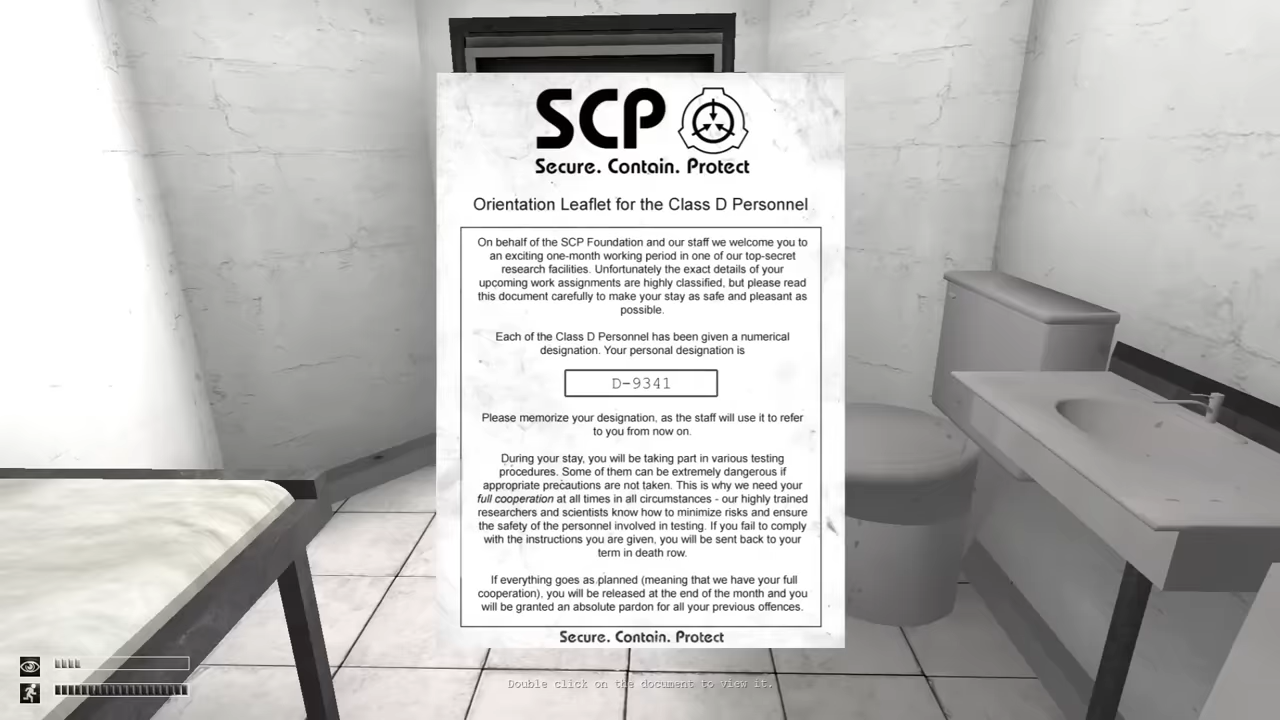 SCP
Secure. Contain. Protect
Orientation Leaflet for the Class D Personnel
On behalf of the SCP Foundation and our staff we welcome you to
an exciting one-month working period in one of our top-secret
research facilities. Unfortunately the exact details of your
upcoming work assignments are highly classified, but please read
this document carefully to make your stay as safe and pleasant as
possible.
Each of the Class D Personnel has been given a numerical
designation. Your personal designation is
D-9341
Please memorize your designation, as the staff will use it to refer
to you from now on.
During your stay, you will be taking part in various testing
procedures. Some of them can be extremely dangerous if
appropriate precautions are not taken. This is why we need your
full cooperation at all times in all circumstances - our highly trained
researchers and scientists know how to minimize risks and ensure
the safety of the personnel involved in testing. If you fail to comply
with the instructions you are given, you will be sent back to your
term in death row.
If everything goes as planned (meaning that we have your full
cooperation), you will be released at the end of the month and you
will be granted an absolute pardon for all your previous offences.
Secure. Contain. Protect
Double click on the document to view it.